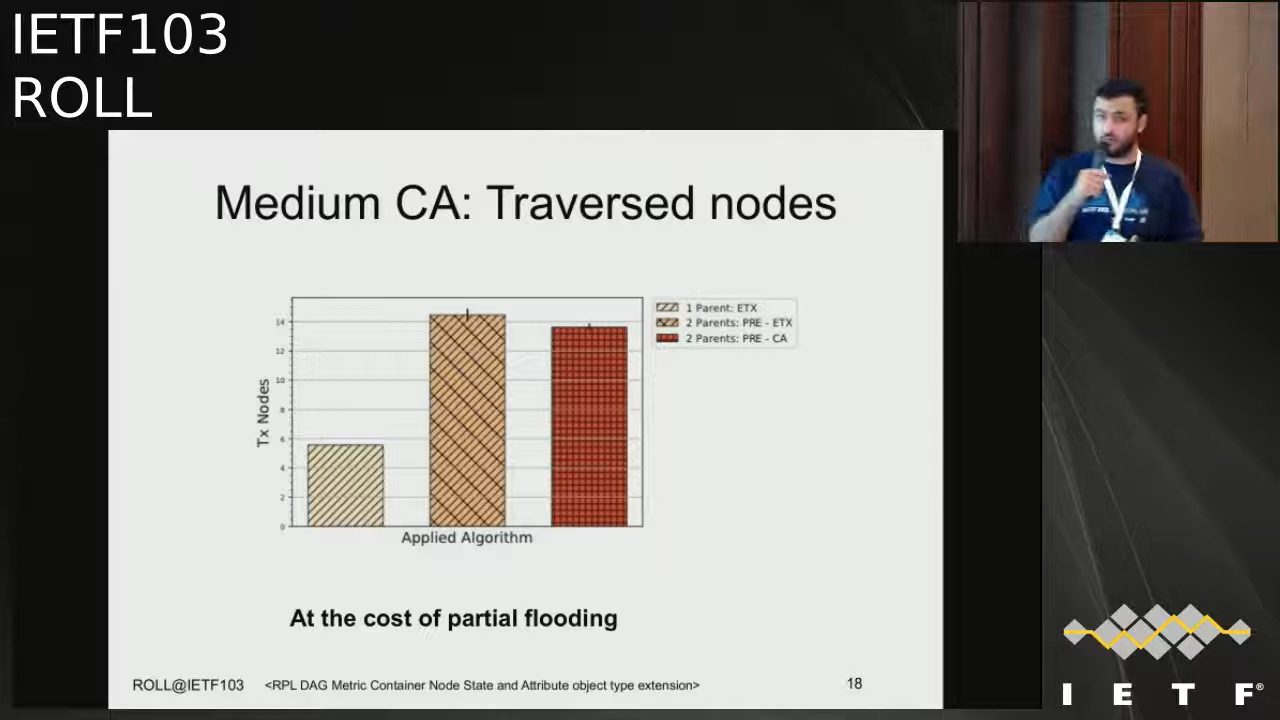 IETF103
ROLL
Medium CA: Traversed nodes
1 Parent: ETX
2 Parents: PRE - ETX
2 Parents: PRE - CA
14
12
10
8
6
4
2
0
Tx Nodes
Applied Algorithm
At the cost of partial flooding
ROLL@IETF103 <RPL DAG Metric Container Node State and Attribute object type extension> 18
I E T F®